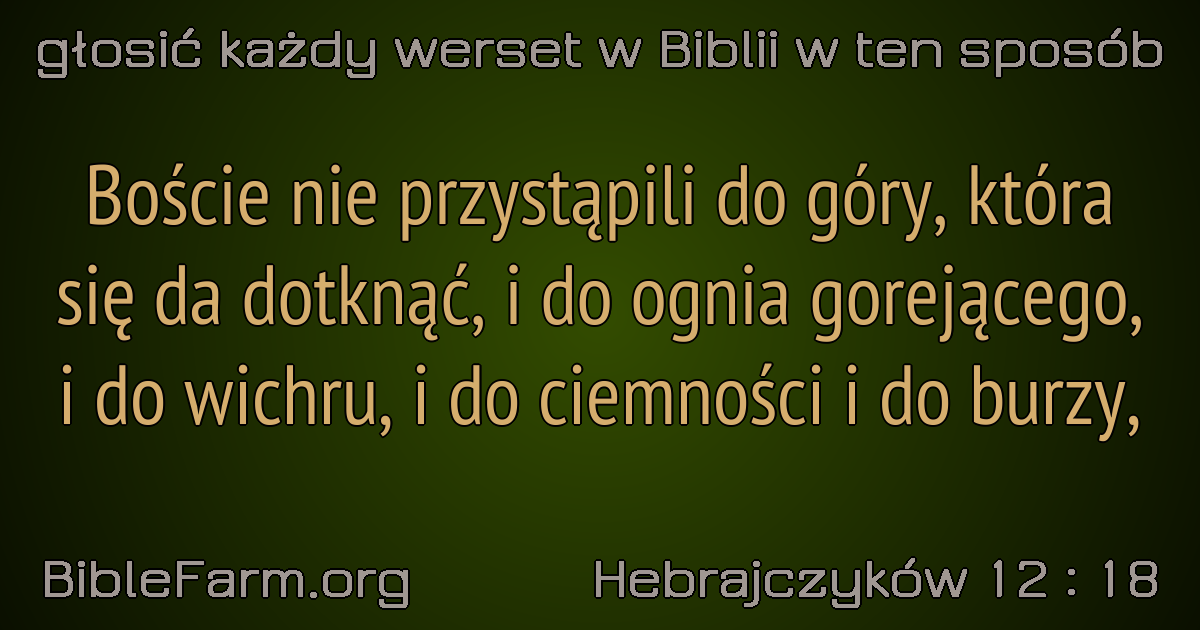 głosić każdy werset w Biblii w ten sposób
Boście nie przystąpili do góry, która
się da dotknąć, i do ognia gorejącego,
i do wichru, i do ciemności i do burzy,
BibleFarm.org
Hebrajczyków 12 : 18